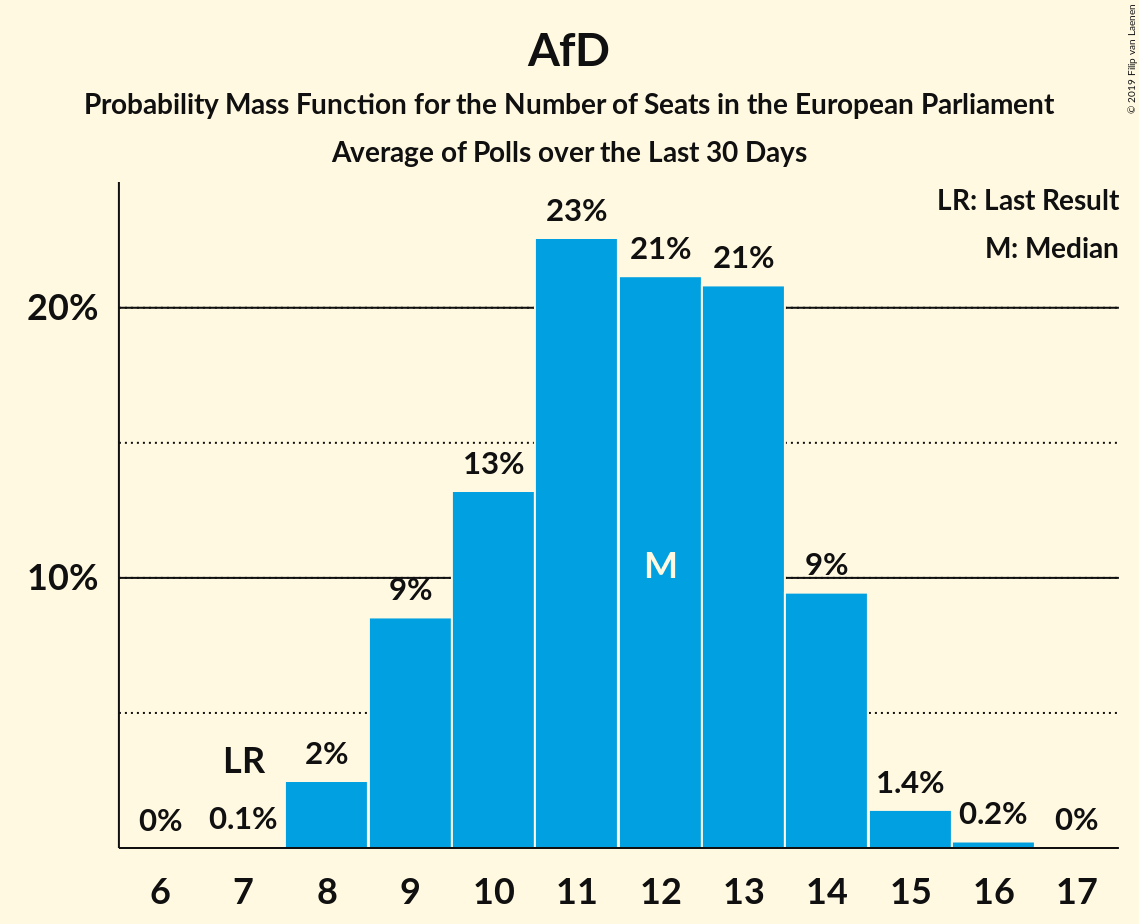 AfD
Probability Mass Function for the Number of Seats in the European Parliament
Average of Polls over the Last 30 Days
© 2019 Filip van Laenen
LR: Last Result
M: Median
20%
10%
0%
LR
0.1%
2%
9%
13%
23%
21%
M
21%
9%
1.4%
0.2%
0%
6 7 8 9 10 11 12 13 14 15 16 17